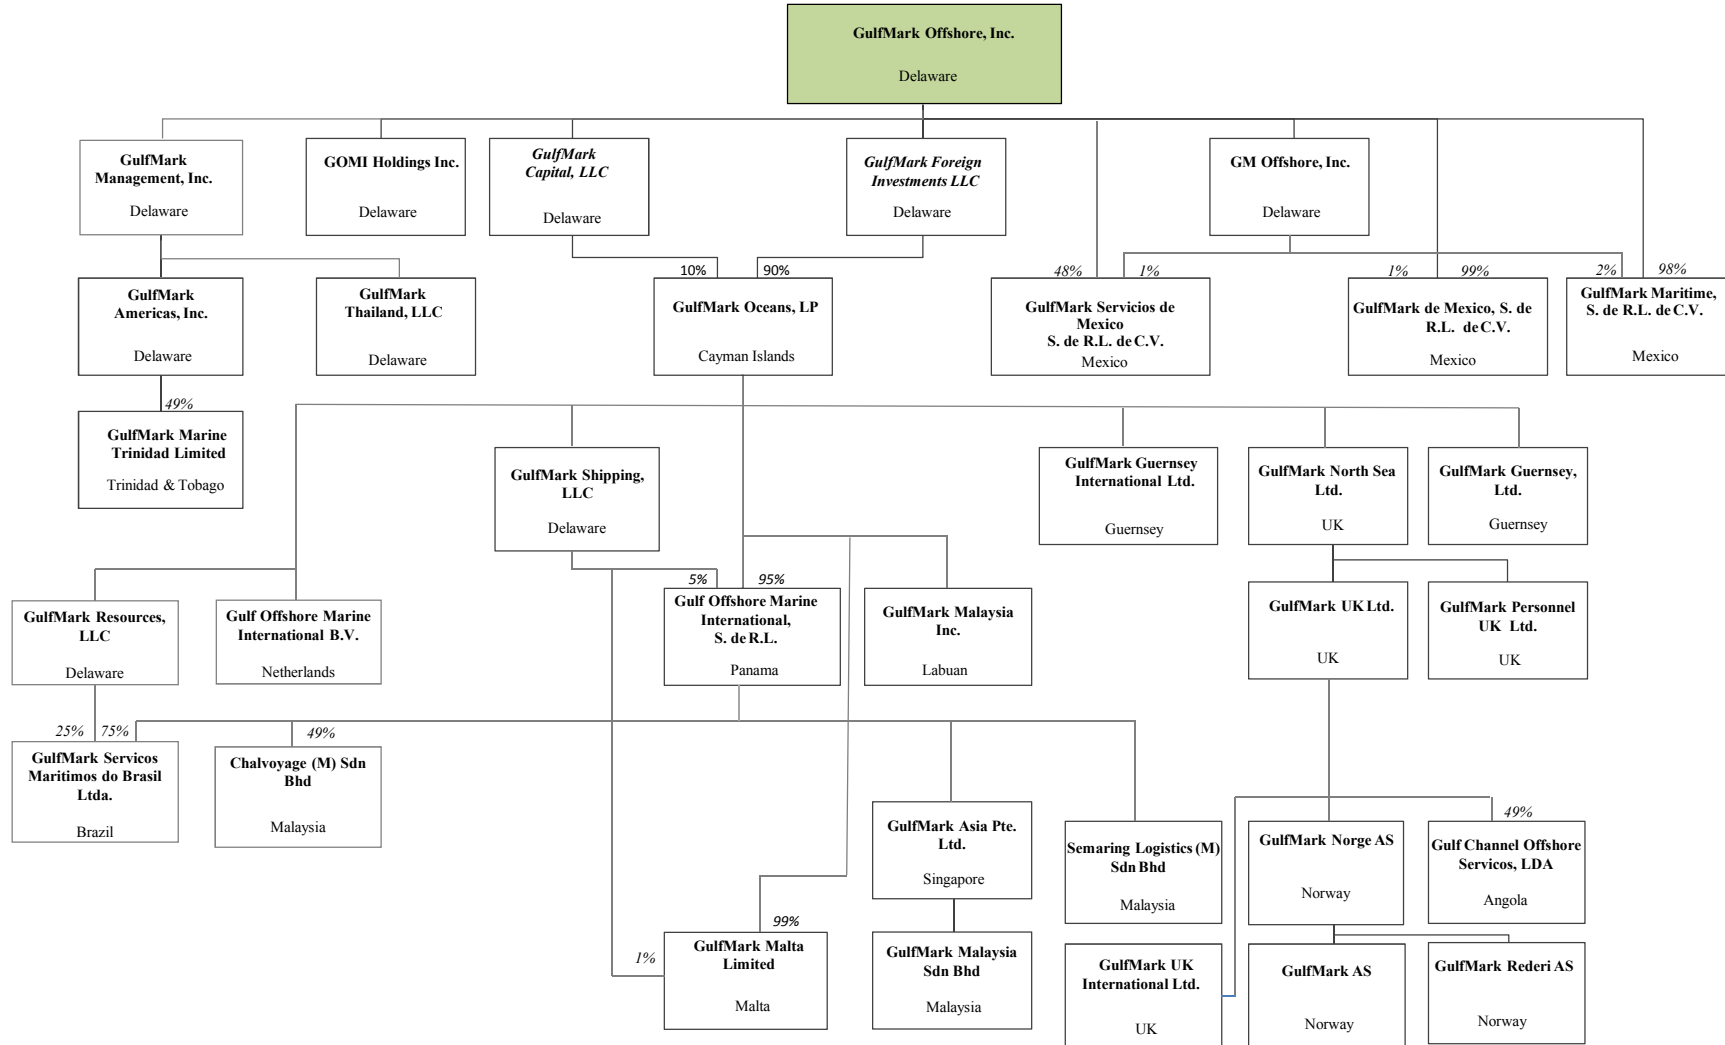 GulfMark Offshore, Inc.
Delaware
GulfMark
Management, Inc.
Delaware
GOMI Holdings Inc.
Delaware
GulfMark
Capital, LLC
Delaware
GulfMark Foreign
Investments LLC
Delaware
GM Offshore, Inc.
Delaware
GulfMark
Americas, Inc.
Delaware
GulfMark
Thailand, LLC
Delaware
10%
90%
GulfMark Oceans, LP
Cayman Islands
48%
1%
GulfMark Servicios de
Mexico
S. de R.L. de C.V.
Mexico
1%
99%
GulfMark de Mexico, S. de
R.L. de C.V.
Mexico
2%
98%
GulfMark Maritime,
S. de R.L. de C.V.
Mexico
49%
GulfMark Marine
Trinidad Limited
Trinidad & Tobago
GulfMark Shipping,
LLC
Delaware
GulfMark Guernsey
International Ltd.
Guernsey
GulfMark North Sea
Ltd.
UK
GulfMark Guernsey,
Ltd.
Guernsey
GulfMark Resources,
LLC
Delaware
Gulf Offshore Marine
International B.V.
Netherlands
5%
95%
Gulf Offshore Marine
International,
S. de R.L.
Panama
GulfMark Malaysia
Inc.
Labuan
GulfMark UK Ltd.
UK
GulfMark Personnel
UK Ltd.
UK
25%
75%
GulfMark Servicos
Maritimos do Brasil
Ltda.
Brazil
49%
Chalvoyage (M) Sdn
Bhd
Malaysia
GulfMark Asia Pte.
Ltd.
Singapore
Semaring Logistics (M)
Sdn Bhd
Malaysia
GulfMark Norge AS
Norway
49%
Gulf Channel Offshore
Servicos, LDA
Angola
1%
99%
GulfMark Malta
Limited
Malta
GulfMark Malaysia
Sdn Bhd
Malaysia
GulfMark UK
International Ltd.
UK
GulfMark AS
Norway
GulfMark Rederi AS
Norway